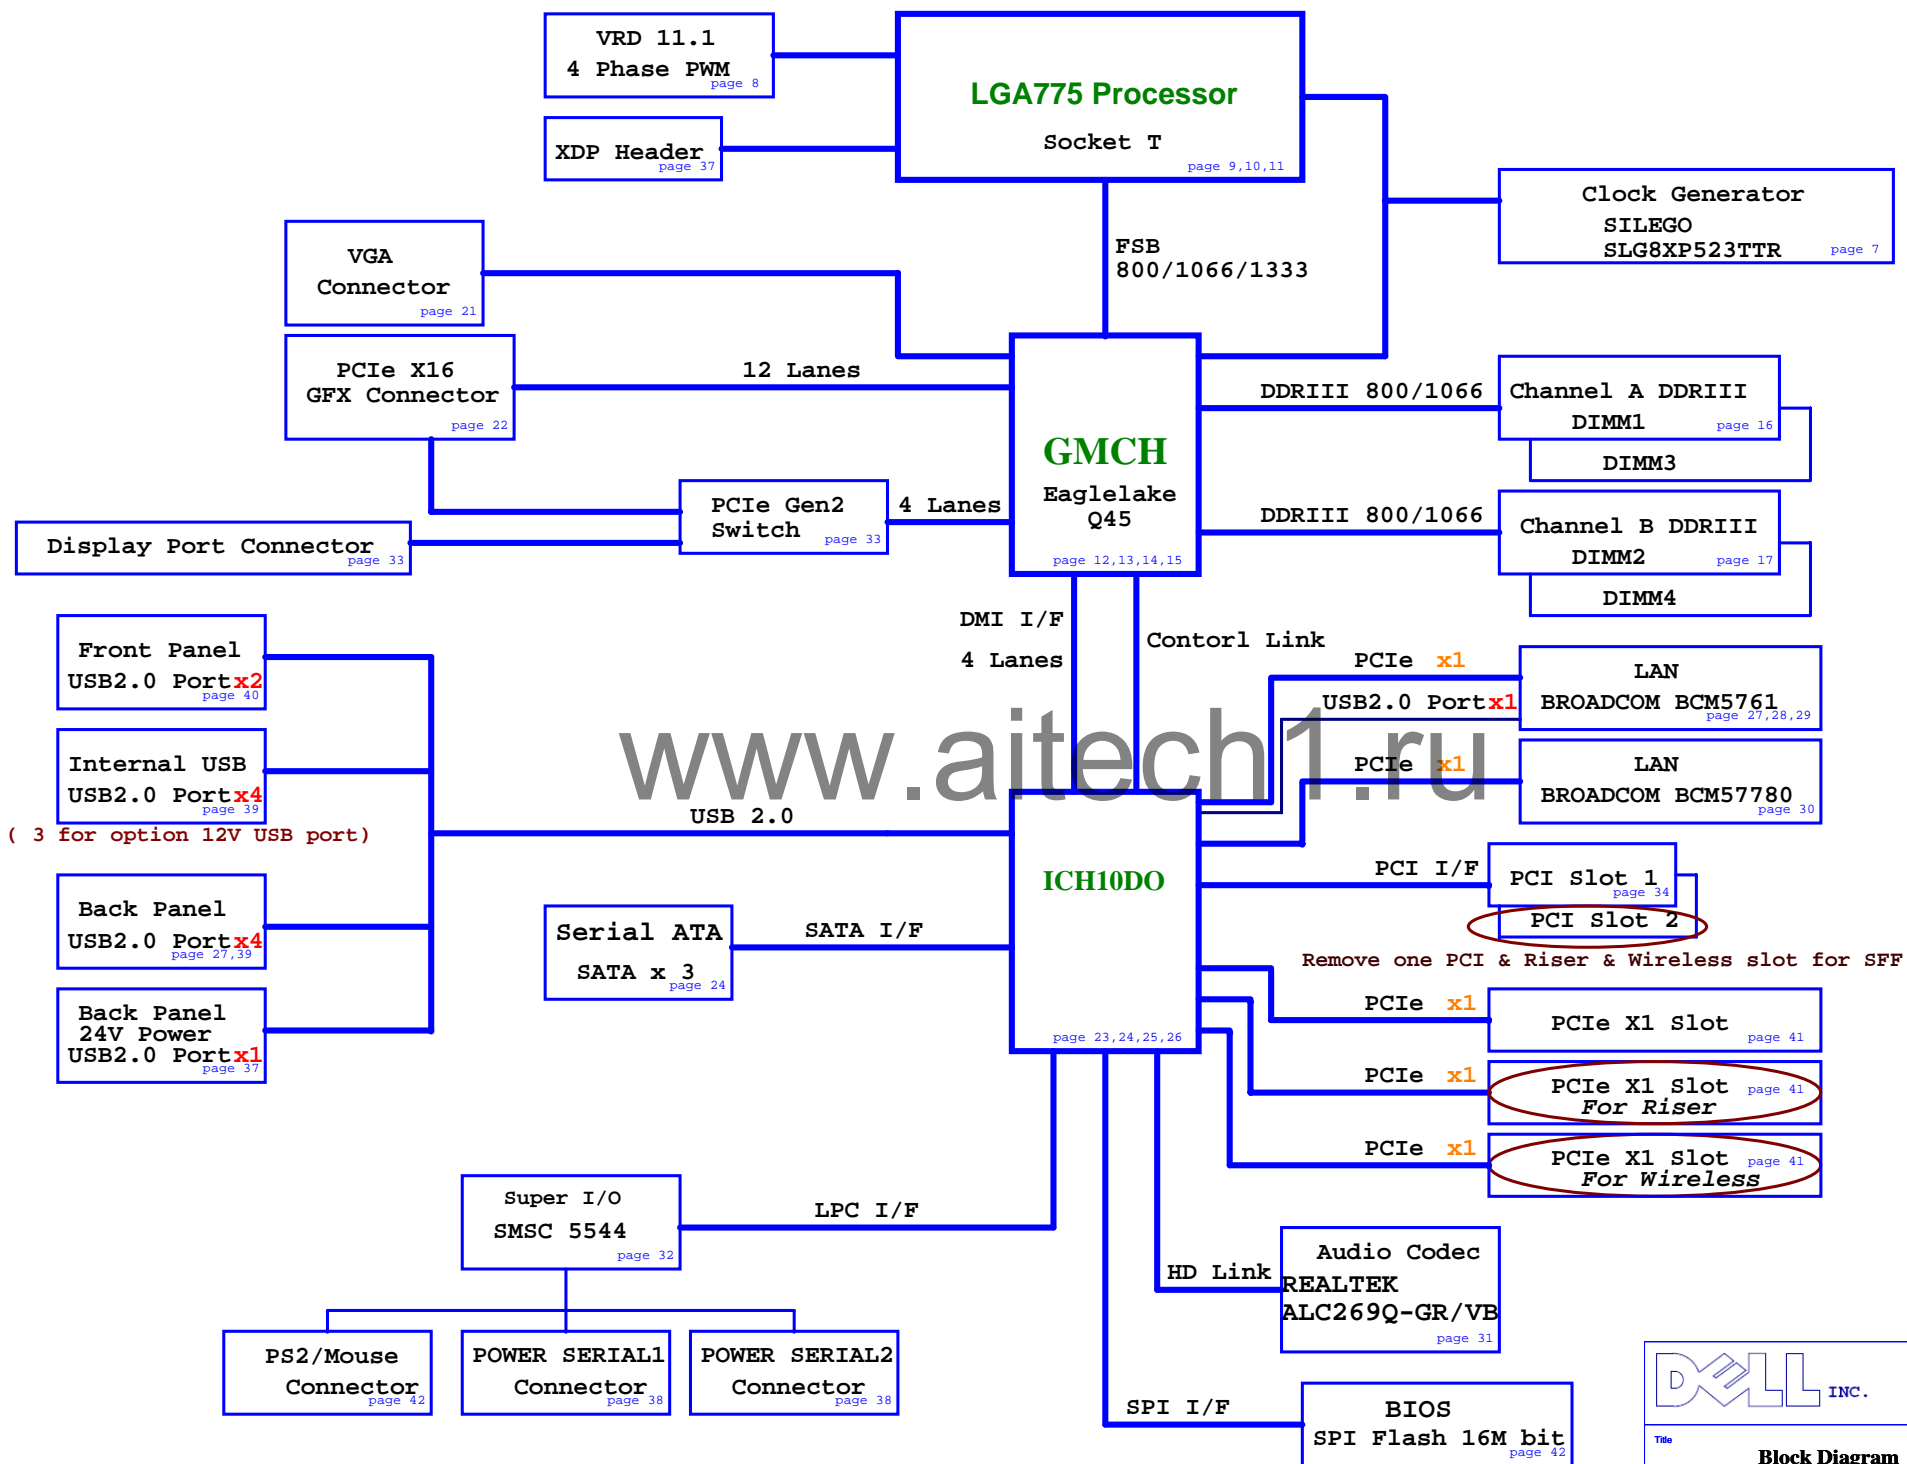 VRD 11.1
4 Phase PWM
page 8
XDP Header
page 37
LGA775 Processor
Socket T
page 9,10,11
Clock Generator
SILEGO
SLG8XP523TTR
page 7
FSB
800/1066/1333
VGA
Connector
page 21
PCIe X16
GFX Connector
page 22
12 Lanes
GMCH
Eaglelake
Q45
page 12,13,14,15
DDRIII 800/1066
Channel A DDRIII
DIMM1
page 16
DIMM3
PCIe Gen2
Switch
page 33
4 Lanes
DDRIII 800/1066
Channel B DDRIII
DIMM2
page 17
DIMM4
Display Port Connector
page 33
DMI I/F
4 Lanes
Contorl Link
Front Panel
USB2.0 Portx2
page 40
Internal USB
USB2.0 Portx4
page 39
( 3 for option 12V USB port)
Back Panel
USB2.0 Portx4
page 27,39
Back Panel
24V Power
USB2.0 Portx1
page 37
USB 2.0
www.aitech1.ru
PCIe x1
USB2.0 Portx1
LAN
BROADCOM BCM5761
page 27,28,29
PCIe x1
LAN
BROADCOM BCM57780
page 30
ICH10DO
page 23,24,25,26
Serial ATA
SATA x 3
page 24
SATA I/F
PCI I/F
PCI Slot 1
page 34
PCI Slot 2
Remove one PCI & Riser & Wireless slot for SFF
PCIe x1
PCIe X1 Slot
page 41
PCIe x1
PCIe X1 Slot
page 41
For Riser
PCIe x1
PCIe X1 Slot
page 41
For Wireless
Super I/O
SMSC 5544
page 32
LPC I/F
HD Link
Audio Codec
REALTEK
ALC269Q-GR/VB
page 31
PS2/Mouse
Connector
page 42
POWER SERIAL1
Connector
page 38
POWER SERIAL2
Connector
page 38
SPI I/F
BIOS
SPI Flash 16M bit
page 42
DELL INC.
Title
Block Diagram